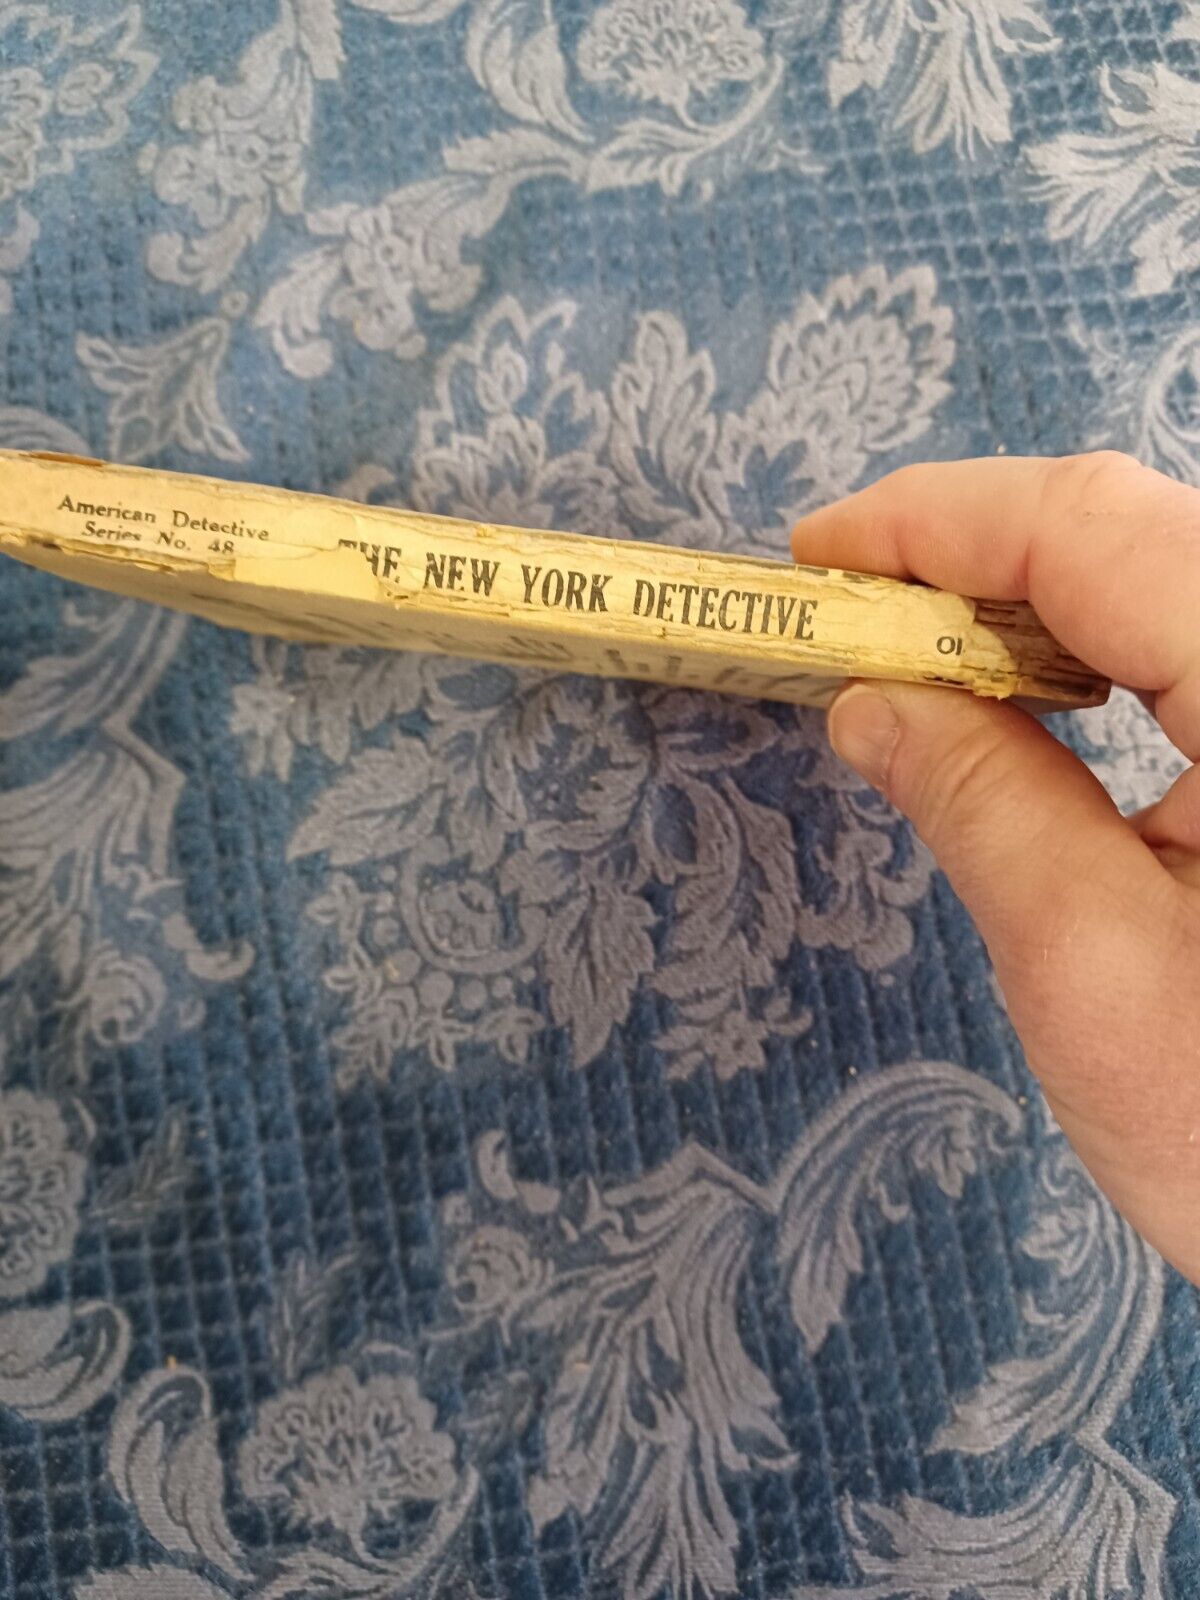 American Detective
Series No. 48
THE NEW YORK DETECTIVE